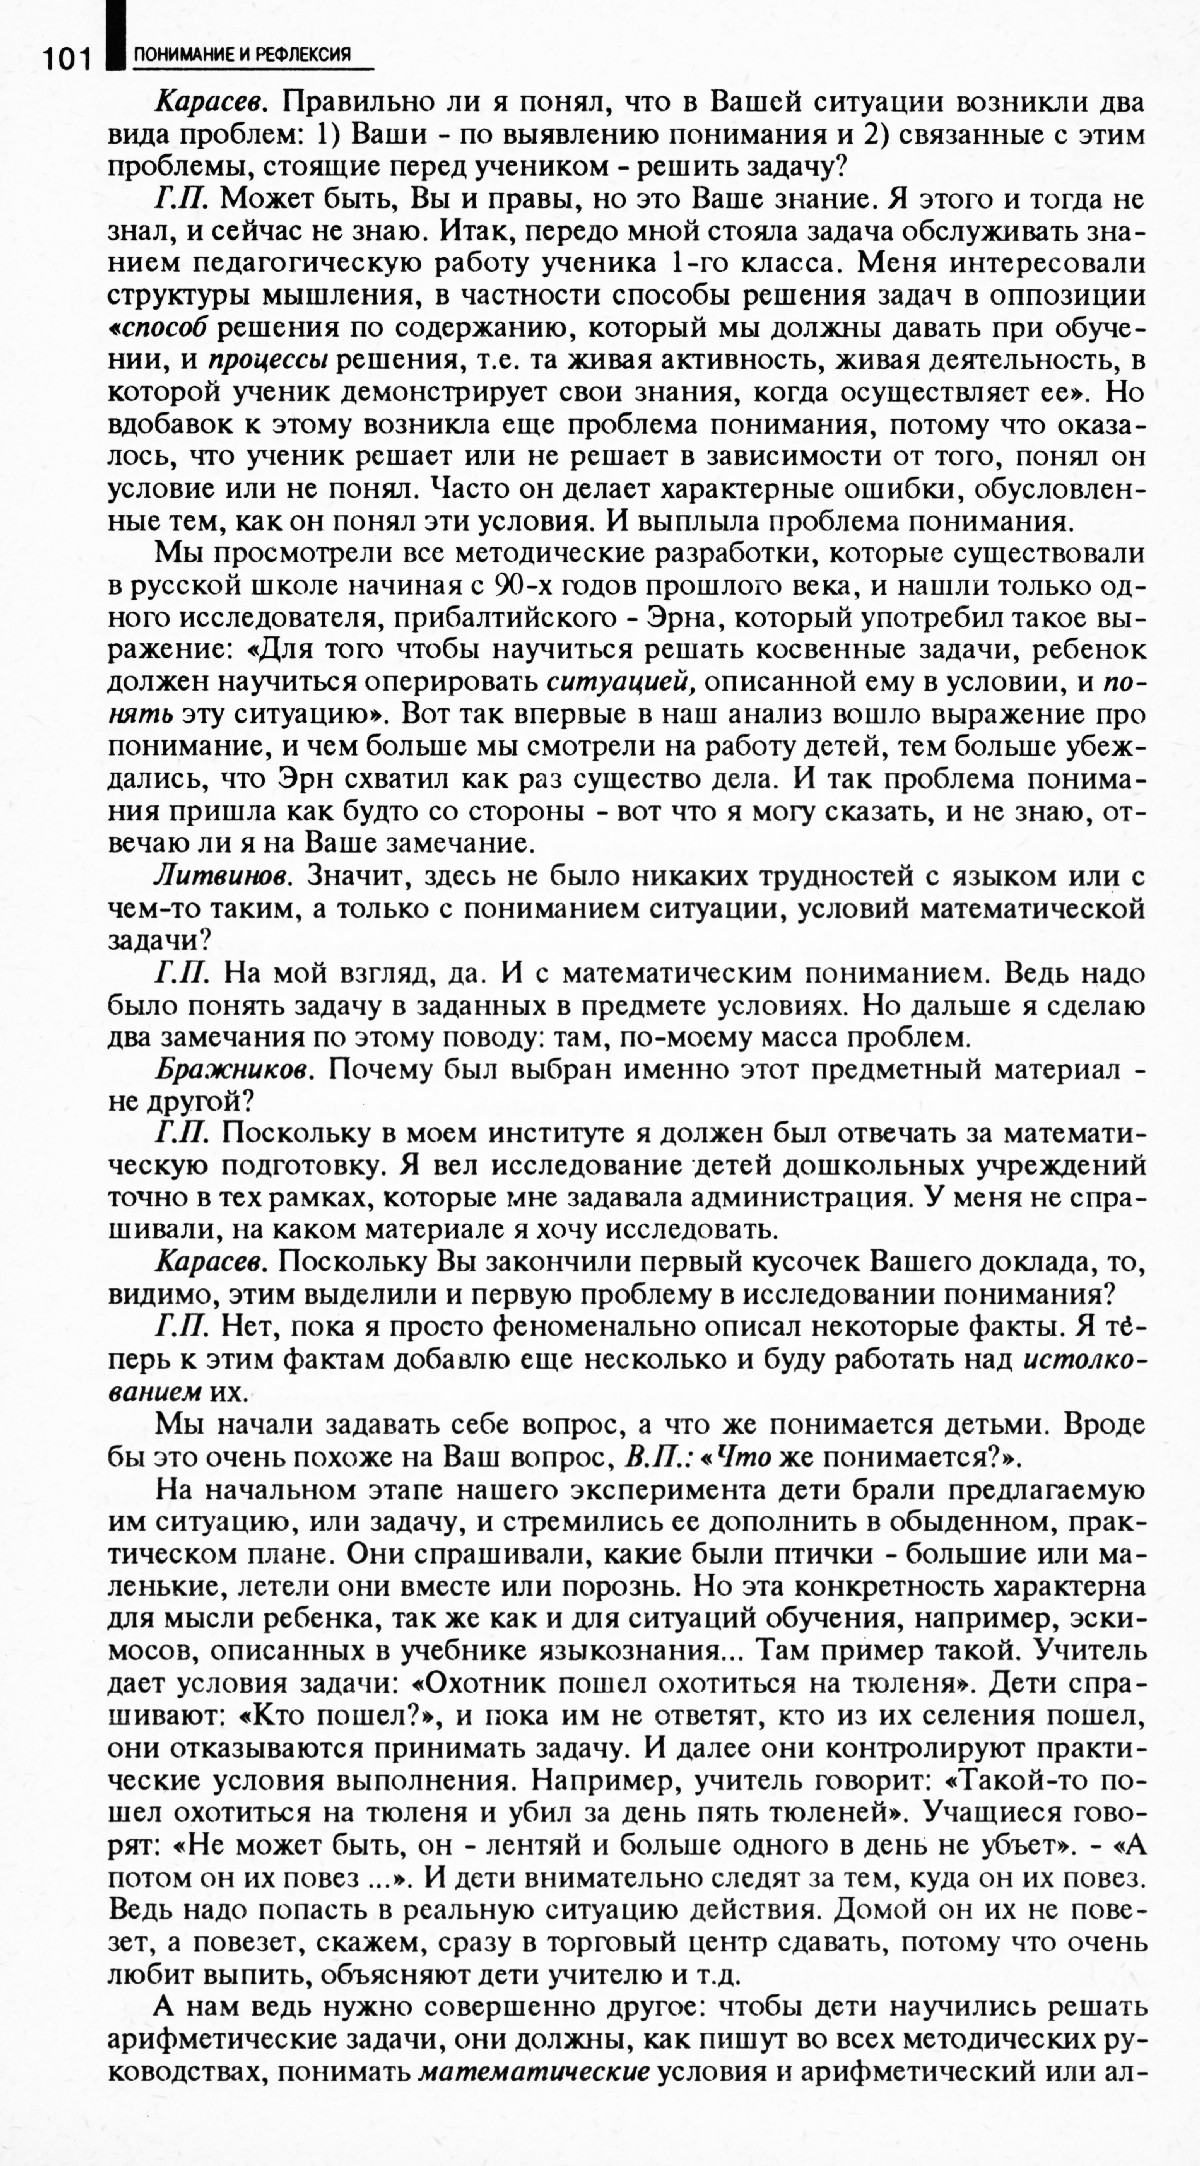 101 ПОНИМАНИЕ И РЕФЛЕКСИЯ
Карасев. Правильно ли я понял, что в Вашей ситуации возникли два
вида проблем: 1) Ваши - по выявлению понимания и 2) связанные с этим
проблемы, стоящие перед учеником - решить задачу?
Г.П. Может быть, Вы и правы, но это Ваше знание. Я этого и тогда не
знал, и сейчас не знаю. Итак, передо мной стояла задача обслуживать зна-
нием педагогическую работу ученика 1-го класса. Меня интересовали
структуры мышления, в частности способы решения задач в оппозиции
«способ решения по содержанию, который мы должны давать при обуче-
нии, и процессы решения, т.е. та живая активность, живая деятельность, в
которой ученик демонстрирует свои знания, когда осуществляет ее». Но
вдобавок к этому возникла еще проблема понимания, потому что оказа-
лось, что ученик решает или не решает в зависимости от того, понял он
условие или не понял. Часто он делает характерные ошибки, обусловлен-
ные тем, как он понял эти условия. И выплыла проблема понимания.
Мы просмотрели все методические разработки, которые существовали
в русской школе начиная с 90-х годов прошлого века, и нашли только од-
ного исследователя, прибалтийского - Эрна, который употребил такое вы-
ражение: «Для того чтобы научиться решать косвенные задачи, ребенок
должен научиться оперировать ситуацией, описанной ему в условии, и по-
нять эту ситуацию». Вот так впервые в наш анализ вошло выражение про
понимание, и чем больше мы смотрели на работу детей, тем больше убеж-
дались, что Эрн схватил как раз существо дела. И так проблема понима-
ния пришла как будто со стороны - вот что я могу сказать, и не знаю, от-
вечаю ли я на Ваше замечание.
Литвинов. Значит, здесь не было никаких трудностей с языком или с
чем-то таким, а только с пониманием ситуации, условий математической
задачи?
Г.П. На мой взгляд, да. И с математическим пониманием. Ведь надо
было понять задачу в заданных в предмете условиях. Но дальше я сделаю
два замечания по этому поводу: там, по-моему масса проблем.
Бражников. Почему был выбран именно этот предметный материал -
не другой?
Г.П. Поскольку в моем институте я должен был отвечать за математи-
ческую подготовку. Я вел исследование детей дошкольных учреждений
точно в тех рамках, которые мне задавала администрация. У меня не спра-
шивали, на каком материале я хочу исследовать.
Карасев. Поскольку Вы закончили первый кусочек Вашего доклада, то,
видимо, этим выделили и первую проблему в исследовании понимания?
Г.П. Нет, пока я просто феноменально описал некоторые факты. Я те-
перь к этим фактам добавлю еще несколько и буду работать над истолко-
ванием их.
Мы начали задавать себе вопрос, а что же понимается детьми. Вроде
бы это очень похоже на Ваш вопрос, В.П.: «Что же понимается?».
На начальном этапе нашего эксперимента дети брали предлагаемую
им ситуацию, или задачу, и стремились ее дополнить в обыденном, прак-
тическом плане. Они спрашивали, какие были птички - большие или ма-
ленькие, летели они вместе или порознь. Но эта конкретность характерна
для мысли ребенка, так же как и для ситуаций обучения, например, эски-
мосов, описанных в учебнике языкознания... Там пример такой. Учитель
дает условия задачи: «Охотник пошел охотиться на тюленя». Дети спра-
шивают: «Кто пошел?», и пока им не ответят, кто из их селения пошел,
они отказываются принимать задачу. И далее они контролируют практи-
ческие условия выполнения. Например, учитель говорит: «Такой-то по-
шел охотиться на тюленя и убил за день пять тюленей». Учащиеся гово-
рят: «Не может быть, он - лентяй и больше одного в день не убъет». - «А
потом он их повез ...». И дети внимательно следят за тем, куда он их повез.
Ведь надо попасть в реальную ситуацию действия. Домой он их не пове-
зет, а повезет, скажем, сразу в торговый центр сдавать, потому что очень
любит выпить, объясняют дети учителю и т.д.
А нам ведь нужно совершенно другое: чтобы дети научились решать
арифметические задачи, они должны, как пишут во всех методических ру-
ководствах, понимать математические условия и арифметический или ал-